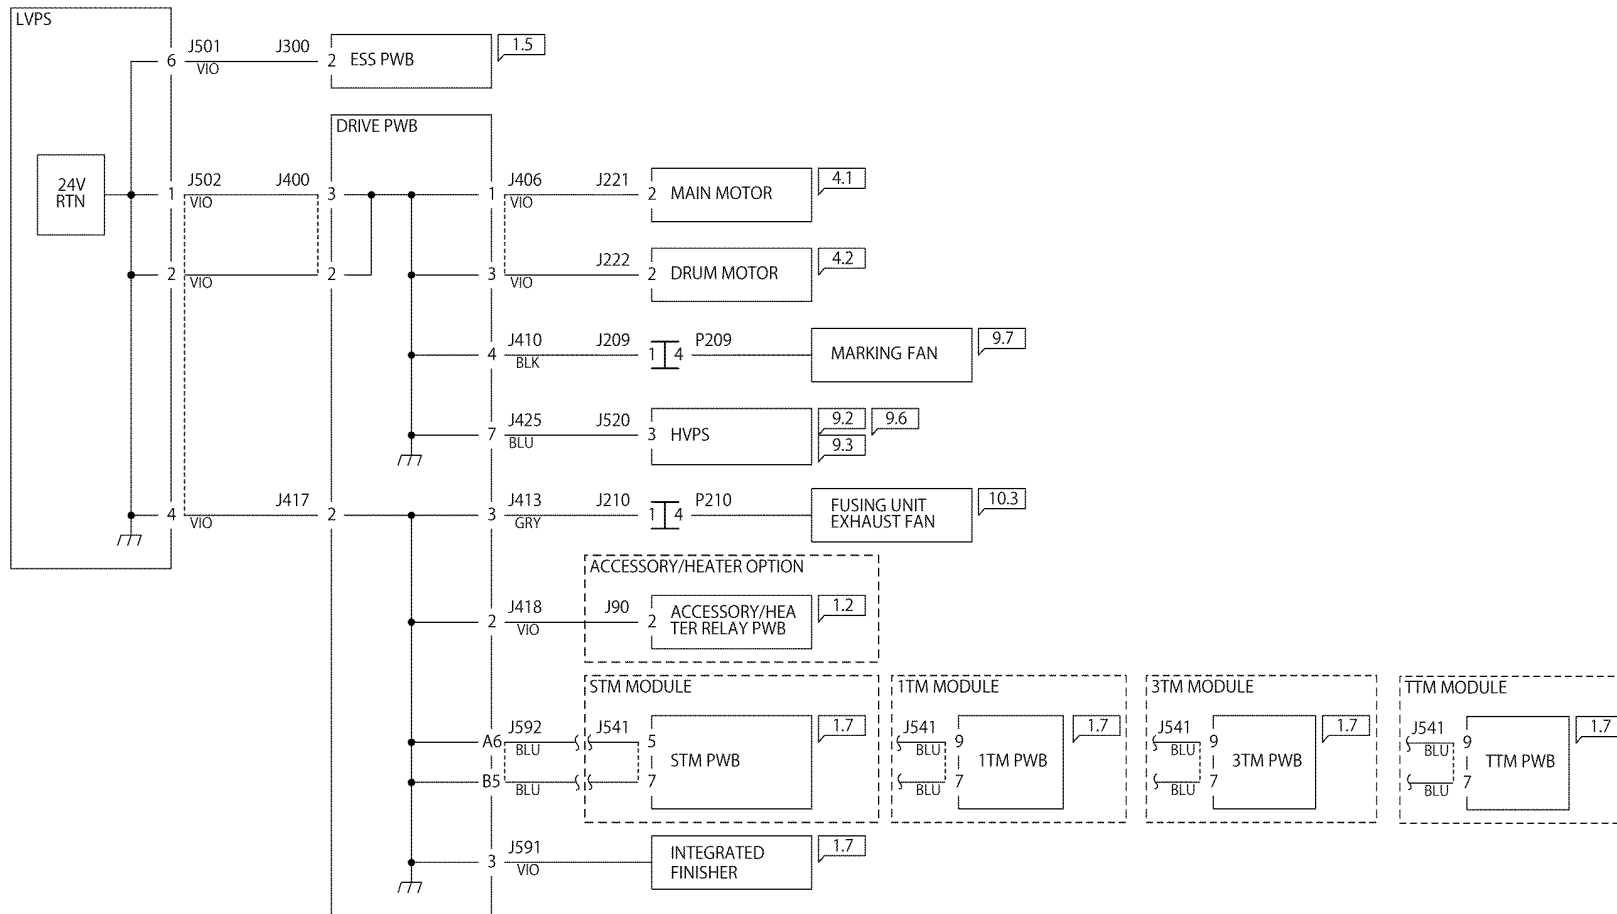 LVPS
6 J501 J300 2 ESS PWB 1.5
VIO
DRIVE PWB
24V
RTN
1 J502 J400 3 1 J406 J221 2 MAIN MOTOR 4.1
VIO VIO
2 2 3 J222 2 DRUM MOTOR 4.2
VIO VIO
4 J410 J209 1 4 P209 MARKING FAN 9.7
BLK
7 J425 J520 3 HVPS 9.2 9.6
BLU 9.3
4 J417 2 3 J413 J210 1 4 P210 FUSING UNIT 10.3
VIO GRY EXHAUST FAN
ACCESSORY/HEATER OPTION
2 J418 J90 2 ACCESSORY/HEA 1.2
VIO TER RELAY PWB
STM MODULE 1TM MODULE 3TM MODULE TTM MODULE
A6 J592 J541 5 1.7 J541 9 1.7 J541 9 1.7 J541 9 1.7
BLU BLU BLU BLU
STM PWB 1TM PWB 3TM PWB TTM PWB
B5 7 7 7 7
BLU BLU BLU BLU
3 J591 INTEGRATED 1.7
VIO FINISHER